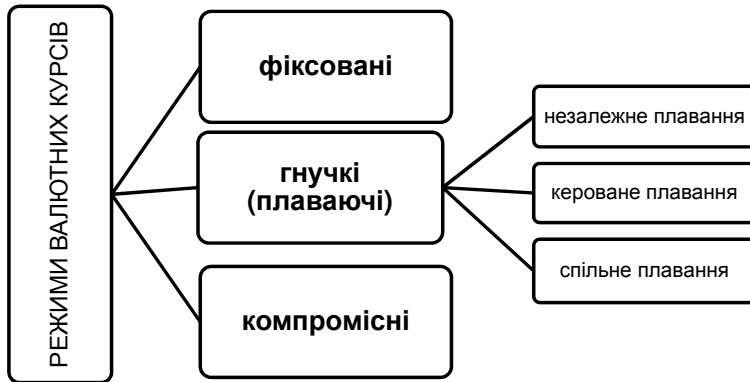 РЕЖИМИ ВАЛЮТНИХ КУРСІВ
фіксовані
гнучкі
(плаваючі)
компромісні
незалежне плавання
кероване плавання
спільне плавання